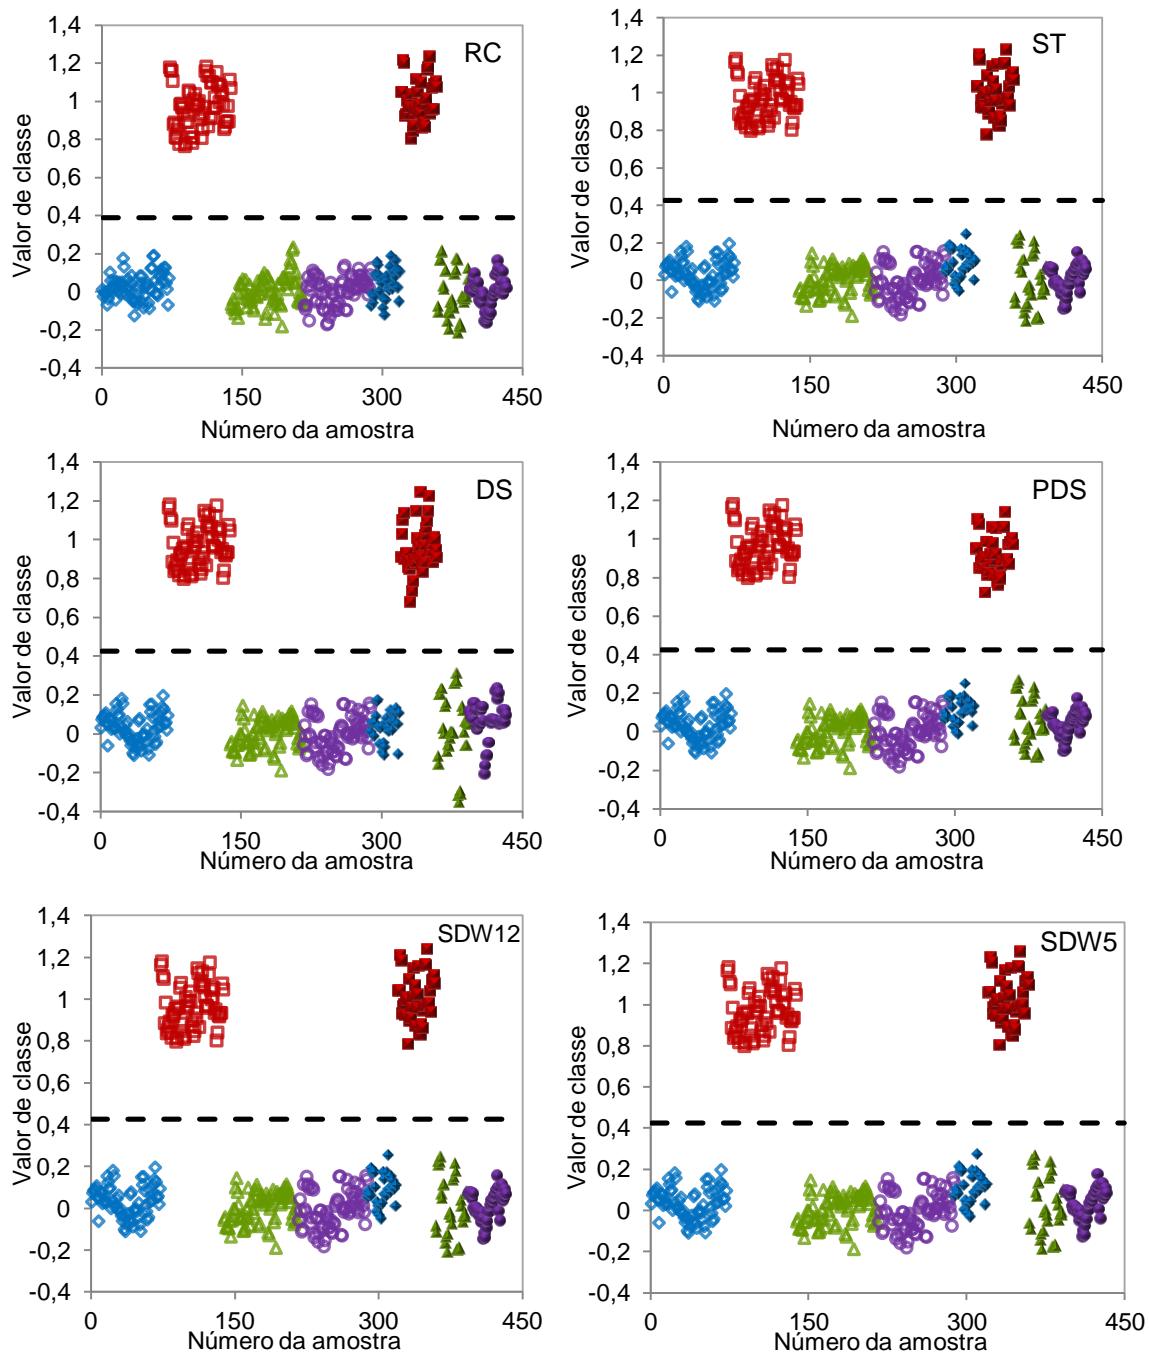 RC
Valor de classe
1,4
1,2
1
0,8
0,6
0,4
0,2
0
-0,2
-0,4
0 150 300 450
Número da amostra
ST
Valor de classe
1,4
1,2
1
0,8
0,6
0,4
0,2
0
-0,2
-0,4
0 150 300 450
Número da amostra
DS
Valor de classe
1,4
1,2
1
0,8
0,6
0,4
0,2
0
-0,2
-0,4
0 150 300 450
Número da amostra
PDS
Valor de classe
1,4
1,2
1
0,8
0,6
0,4
0,2
0
-0,2
-0,4
0 150 300 450
Número da amostra
SDW12
Valor de classe
1,4
1,2
1
0,8
0,6
0,4
0,2
0
-0,2
-0,4
0 150 300 450
Número da amostra
SDW5
Valor de classe
1,4
1,2
1
0,8
0,6
0,4
0,2
0
-0,2
-0,4
0 150 300 450
Número da amostra